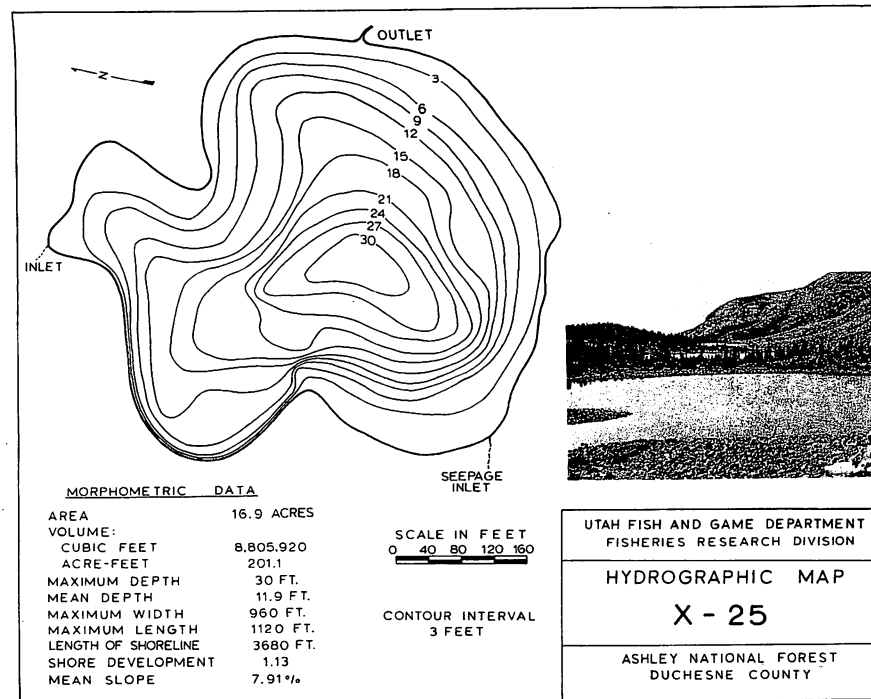 OUTLET
N
3
6
9
12
15
18
21
24
27
30
INLET
SEEPAGE
INLET
MORPHOMETRIC DATA
AREA 16.9 ACRES
VOLUME:
CUBIC FEET 8,805,920
ACRE-FEET 201.1
MAXIMUM DEPTH 30 FT.
MEAN DEPTH 11.9 FT.
MAXIMUM WIDTH 960 FT.
MAXIMUM LENGTH 1120 FT.
LENGTH OF SHORELINE 3680 FT.
SHORE DEVELOPMENT 1.13
MEAN SLOPE 7.91%
SCALE IN FEET
0 40 80 120 160
CONTOUR INTERVAL
3 FEET
UTAH FISH AND GAME DEPARTMENT
FISHERIES RESEARCH DIVISION
HYDROGRAPHIC MAP
X - 25
ASHLEY NATIONAL FOREST
DUCHESNE COUNTY